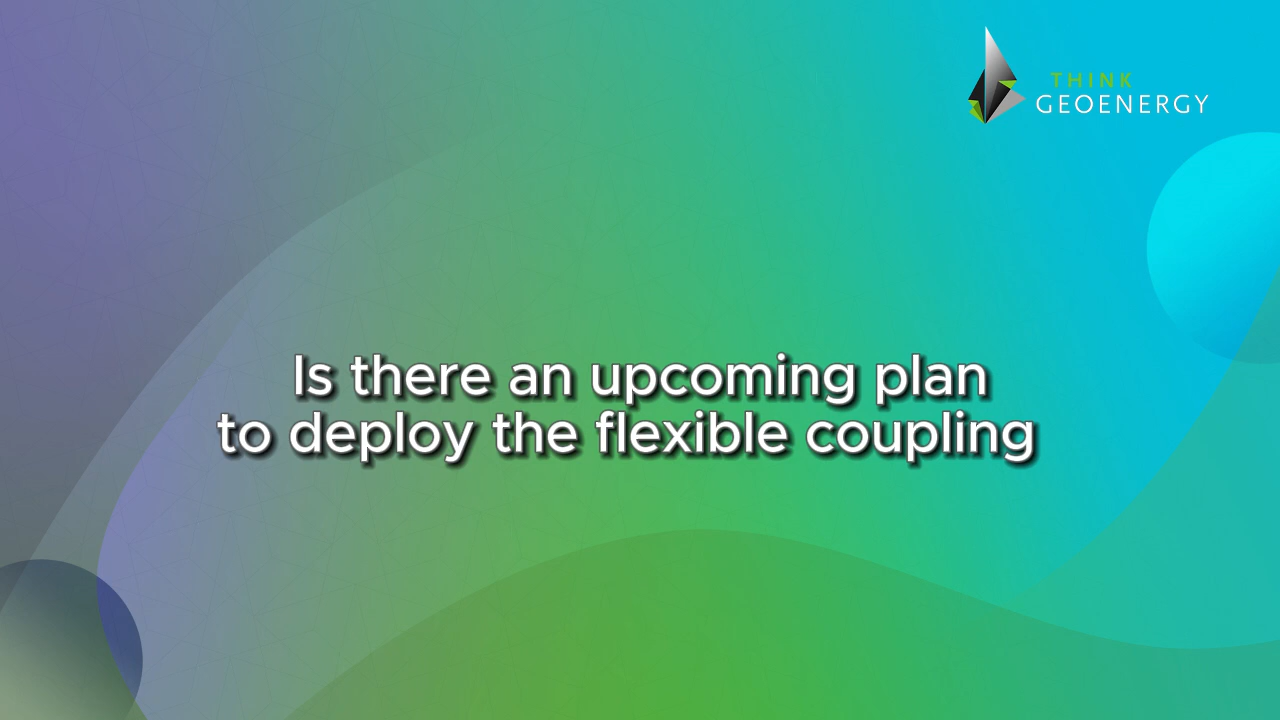 THINK
GEOENERGY
Is there an upcoming plan
to deploy the flexible coupling